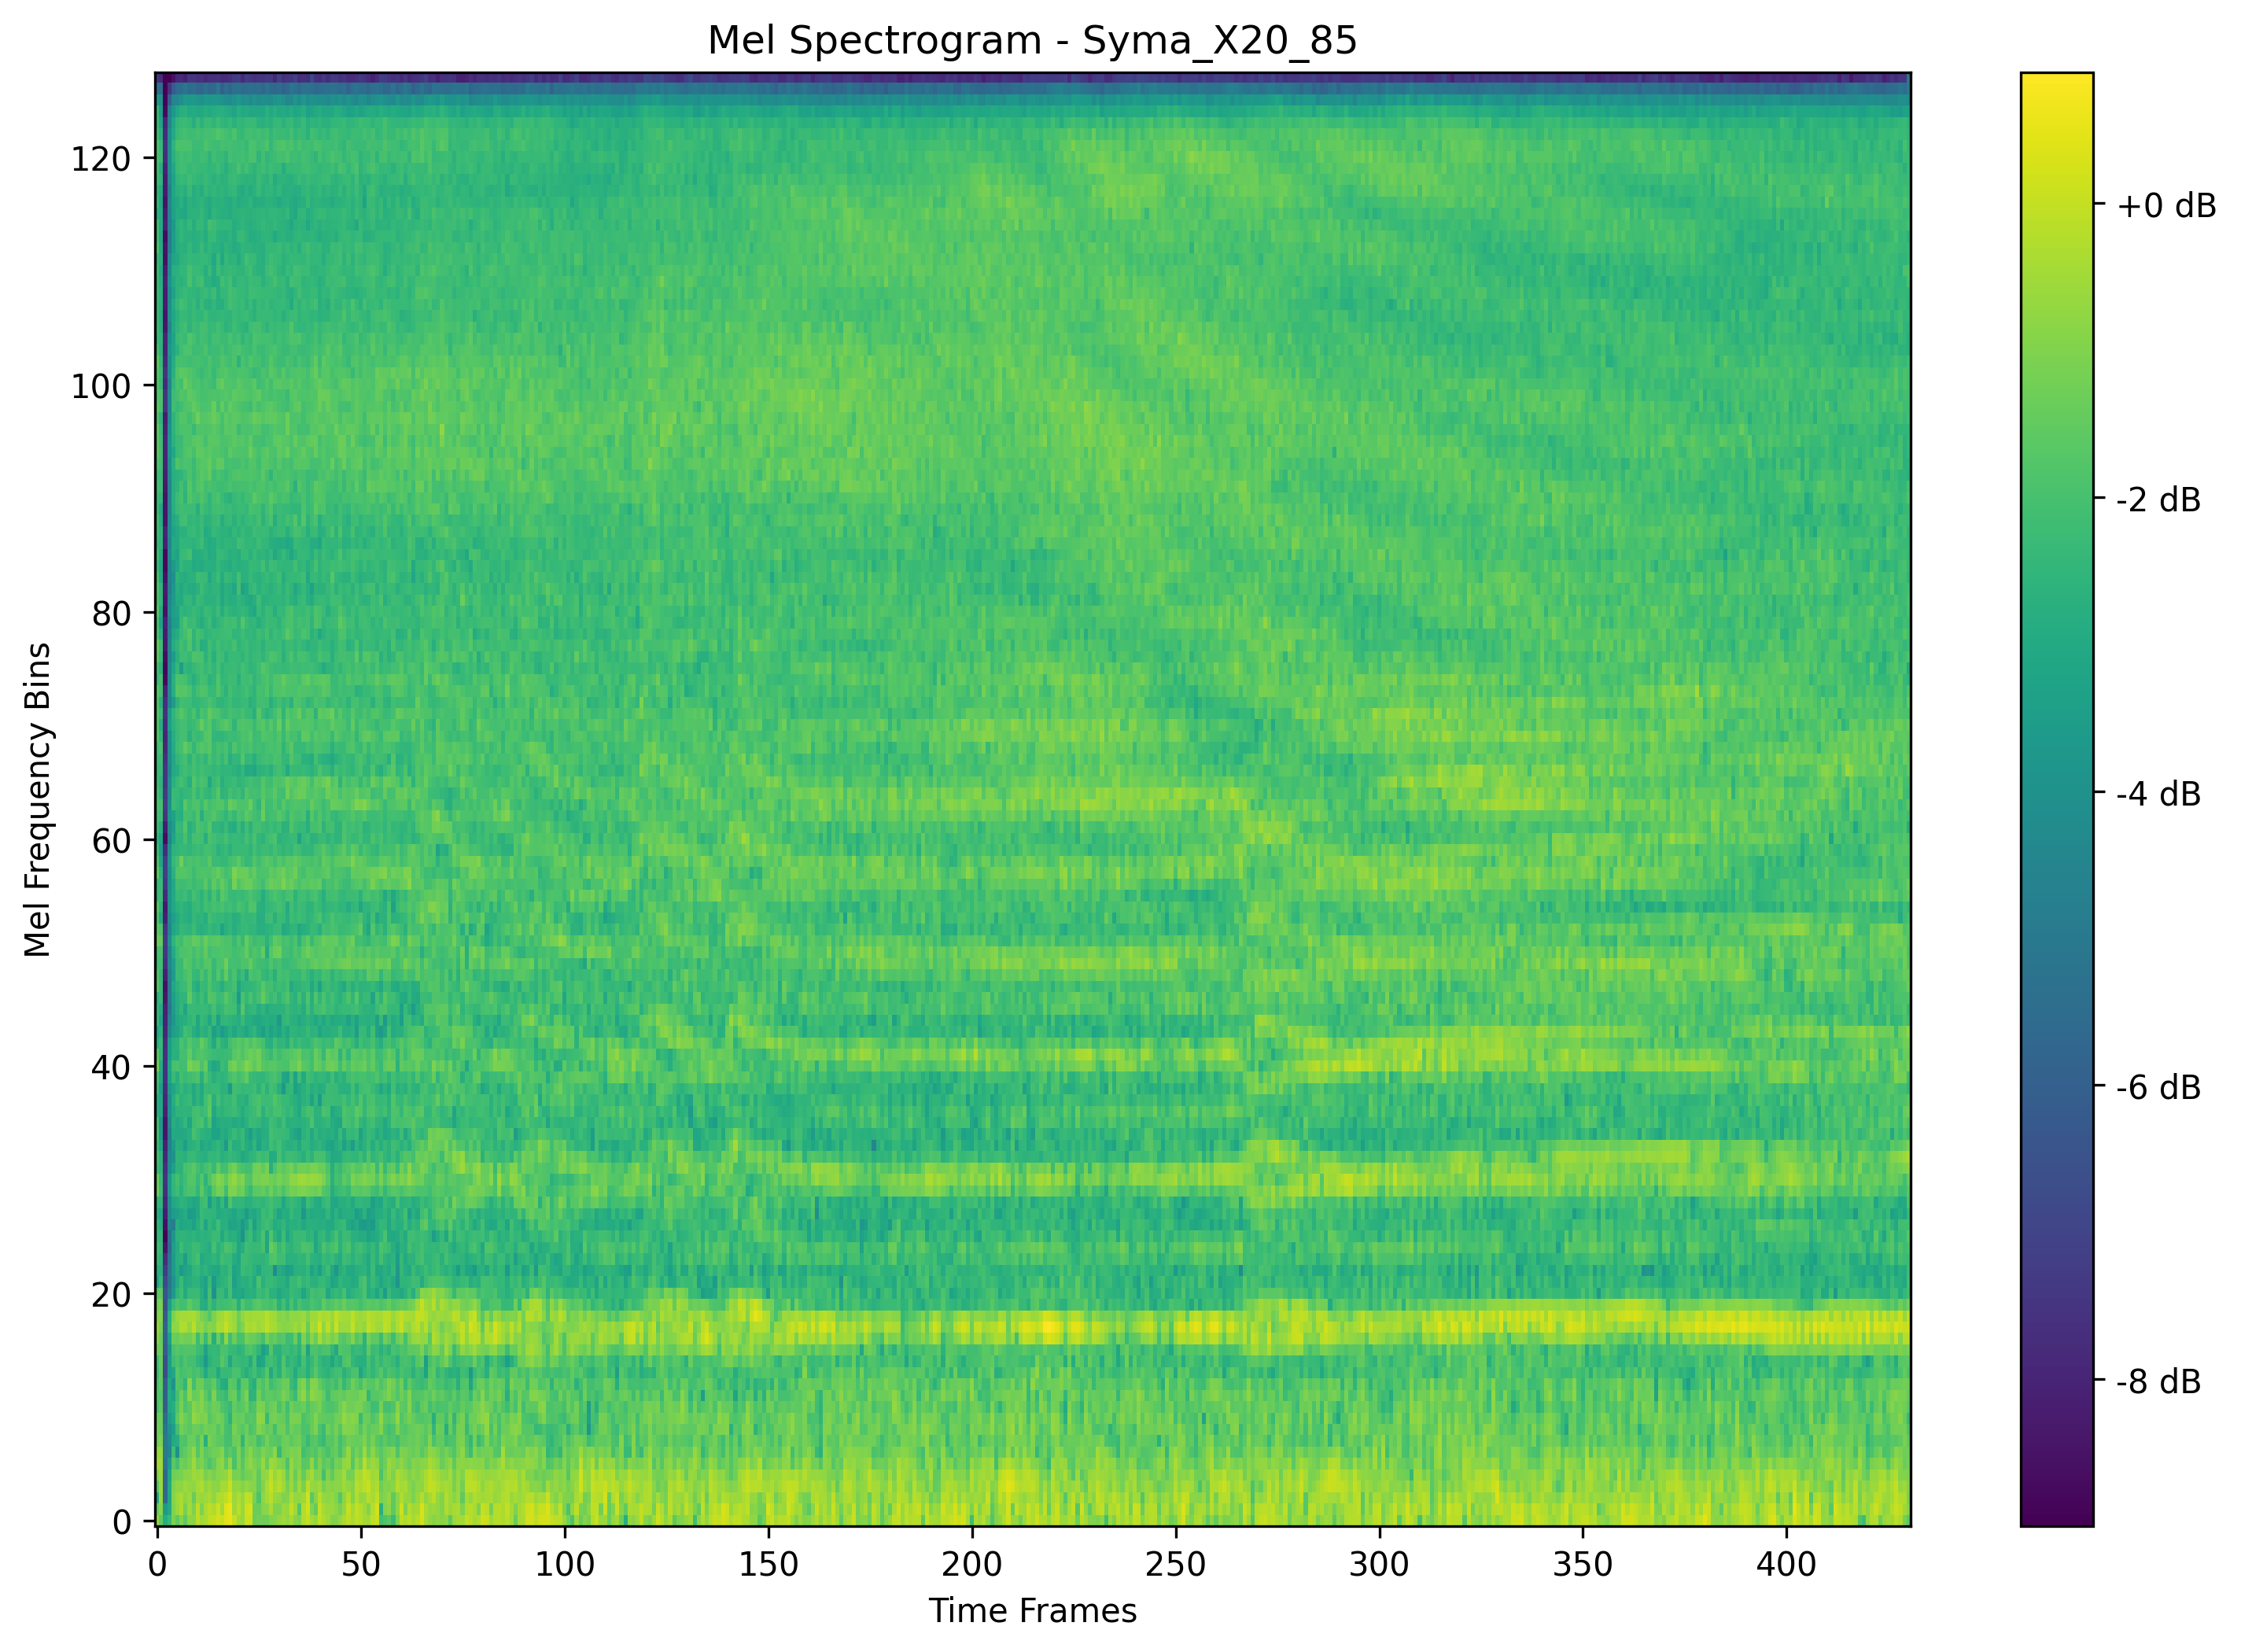 Mel Spectrogram - Syma_X20_85
Mel Frequency Bins
120
100
80
60
40
20
0
0 50 100 150 200 250 300 350 400
Time Frames
+0 dB
-2 dB
-4 dB
-6 dB
-8 dB